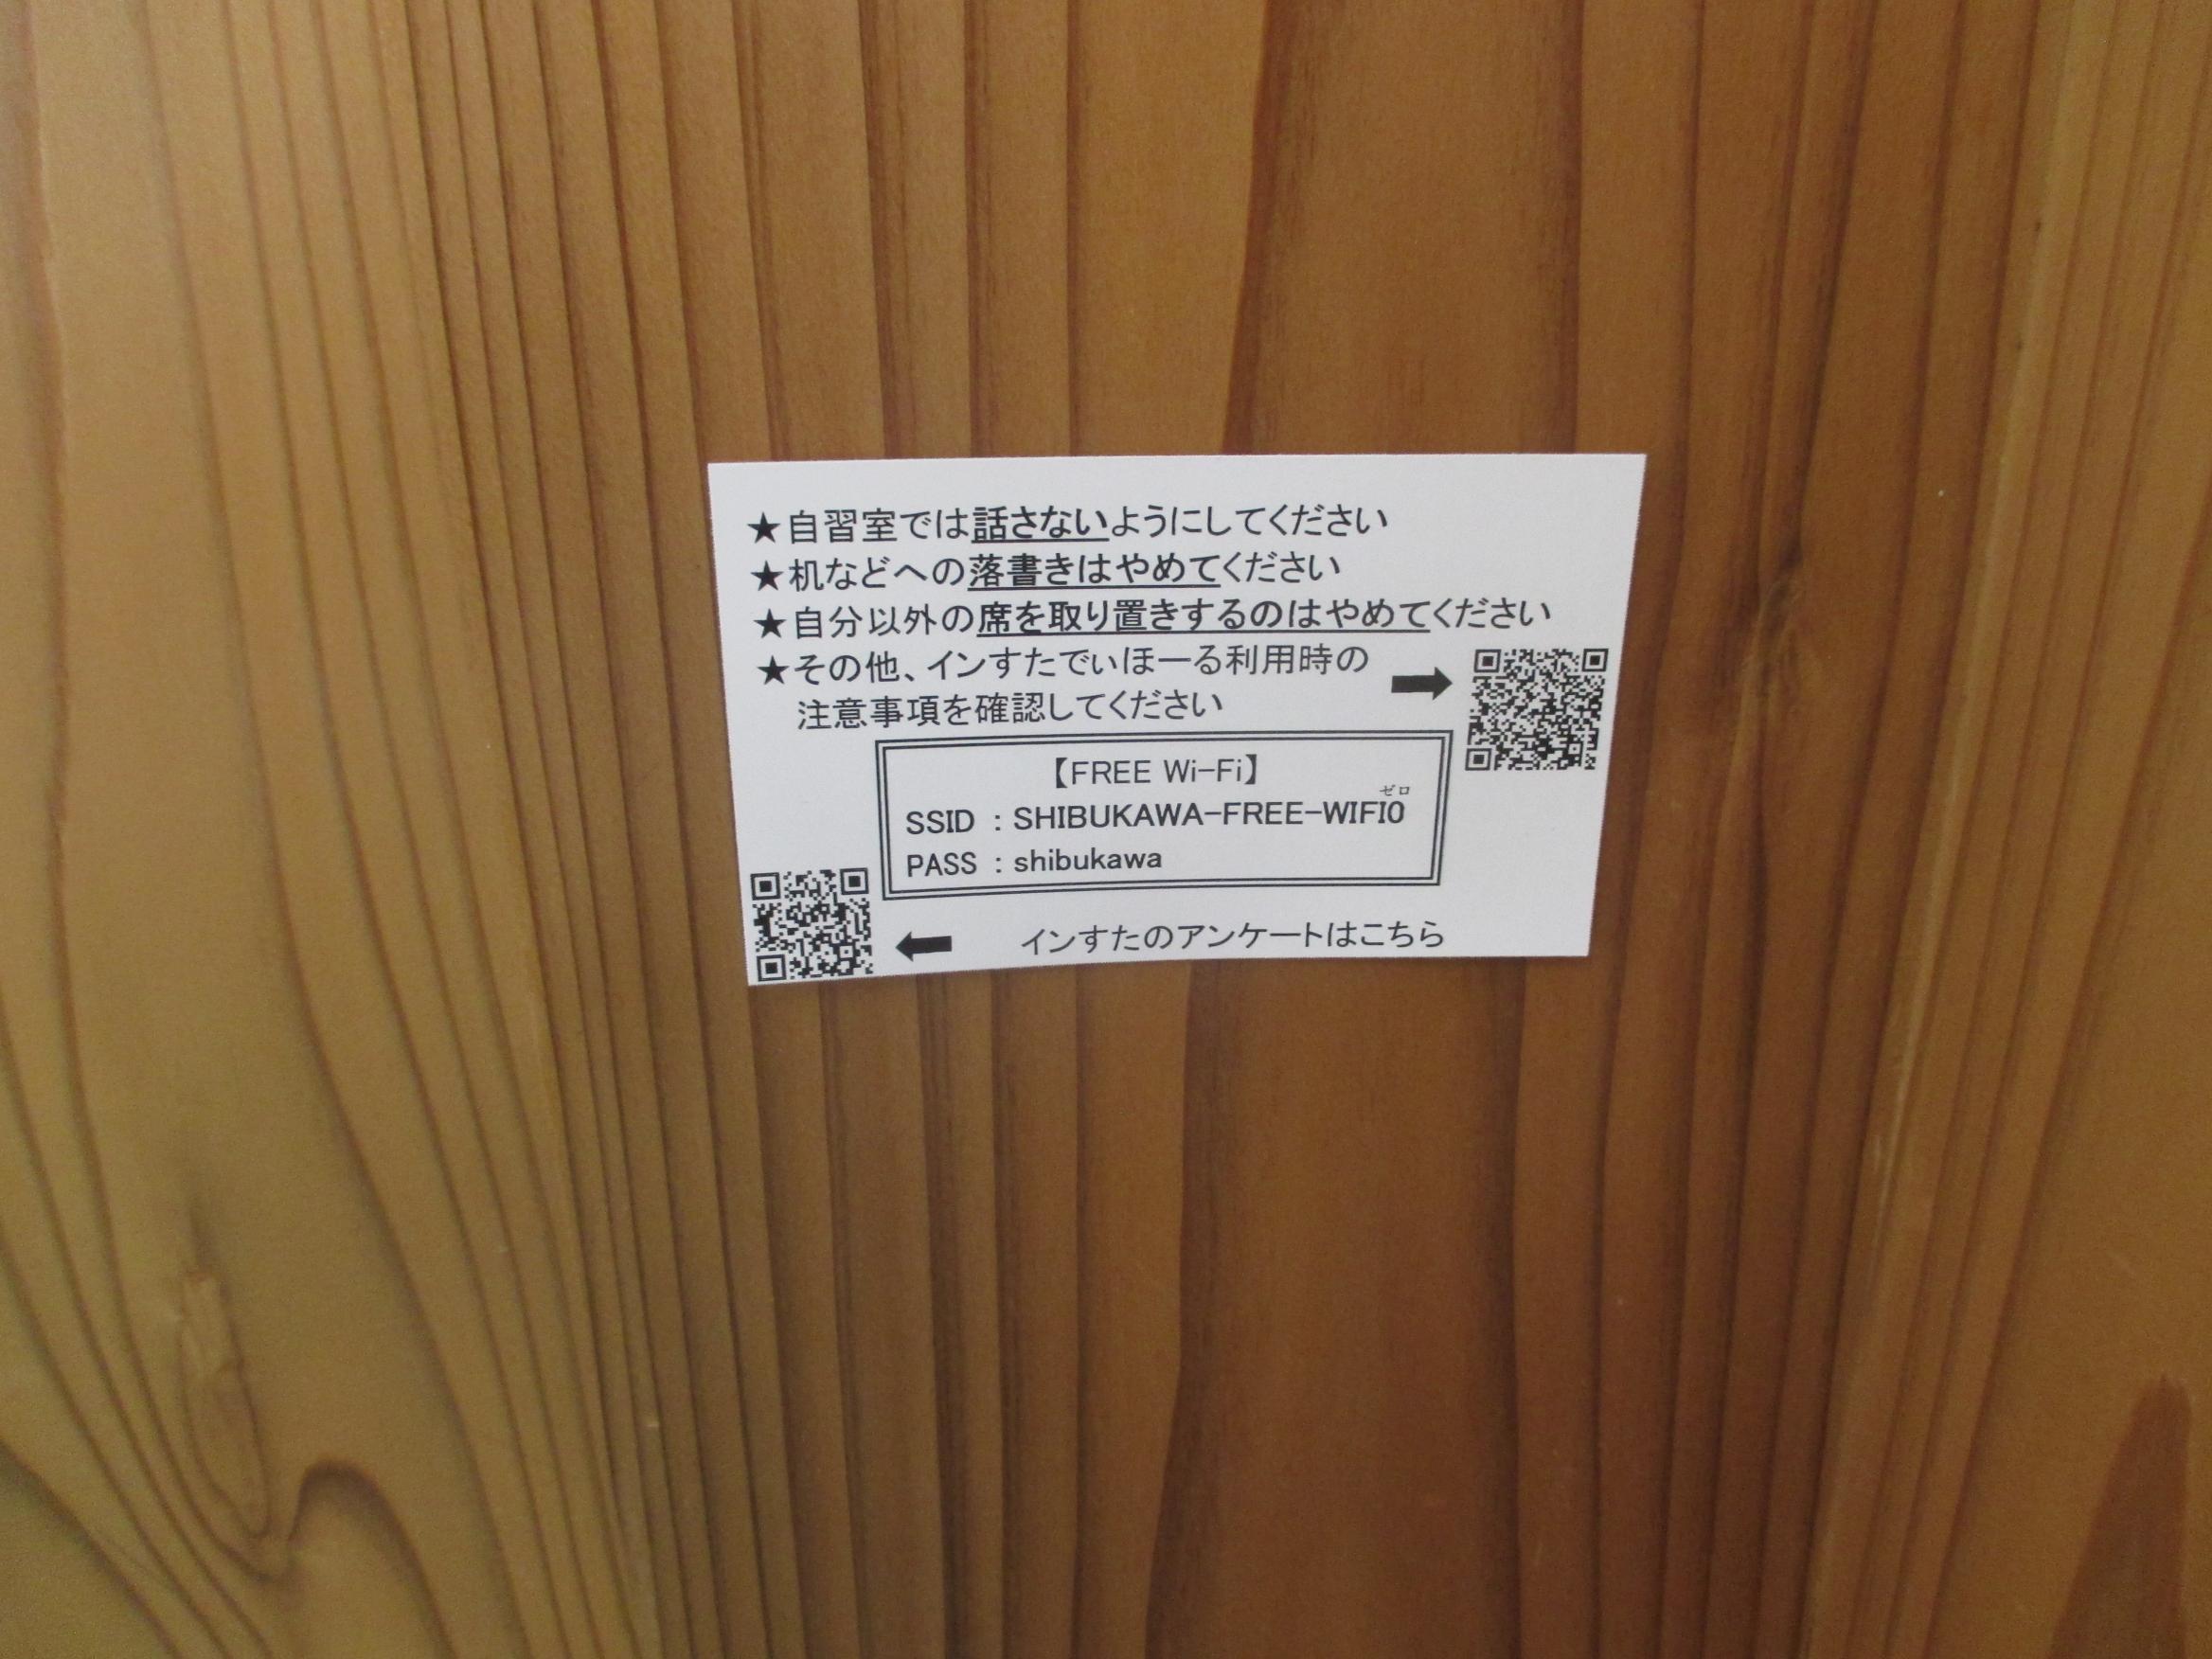 ★自習室では話さないようにしてください
★机などへの落書きはやめてください
★自分以外の席を取り置きするのはやめてください
★その他、インすたでぃほーる利用時の
注意事項を確認してください
【FREE Wi-Fi】
ゼロ
SSID : SHIBUKAWA-FREE-WIFI0
PASS : shibukawa
インすたのアンケートはこちら